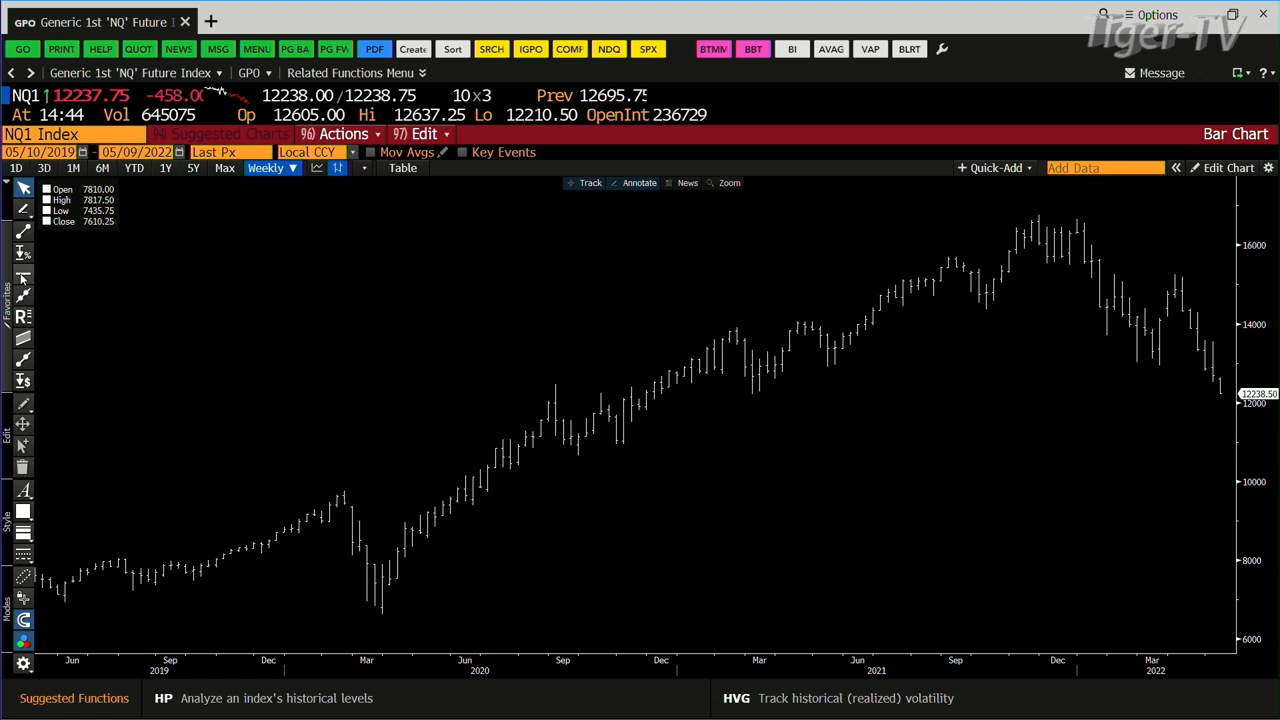 GPO Generic 1st 'NQ' Future I
Options
Tiger-TV
GO PRINT HELP QUOT NEWS MSG MENU PG BA PG FW PDF Create Sort SRCH IGPO COMF NDQ SPX BTMM BBT BI AVAG VAP BLRT
Generic 1st 'NQ' Future Index GPO Related Functions Menu Message ?
NQ1 12237.75 -458.00 12238.00/12238.75 10x3 Prev 12695.75
At 14:44 Vol 645075 Op 12605.00 Hi 12637.25 Lo 12210.50 OpenInt 236729
NQ1 Index 94) Suggested Charts 96) Actions 97) Edit Bar Chart
05/10/2019 - 05/09/2022 Last Px Local CCY Mov Avgs Key Events
1D 3D 1M 6M YTD 1Y 5Y Max Weekly Table + Quick-Add Add Data Edit Chart
Track Annotate News Zoom
Open 7810.00
High 7817.50
Low 7435.75
Close 7610.25
Favorites
Edit
Style
Modes
16000
14000
12238.50
12000
10000
8000
6000
Jun Sep Dec Mar Jun Sep Dec Mar Jun Sep Dec Mar
2019 2020 2021 2022
Suggested Functions HP Analyze an index's historical levels HVG Track historical (realized) volatility